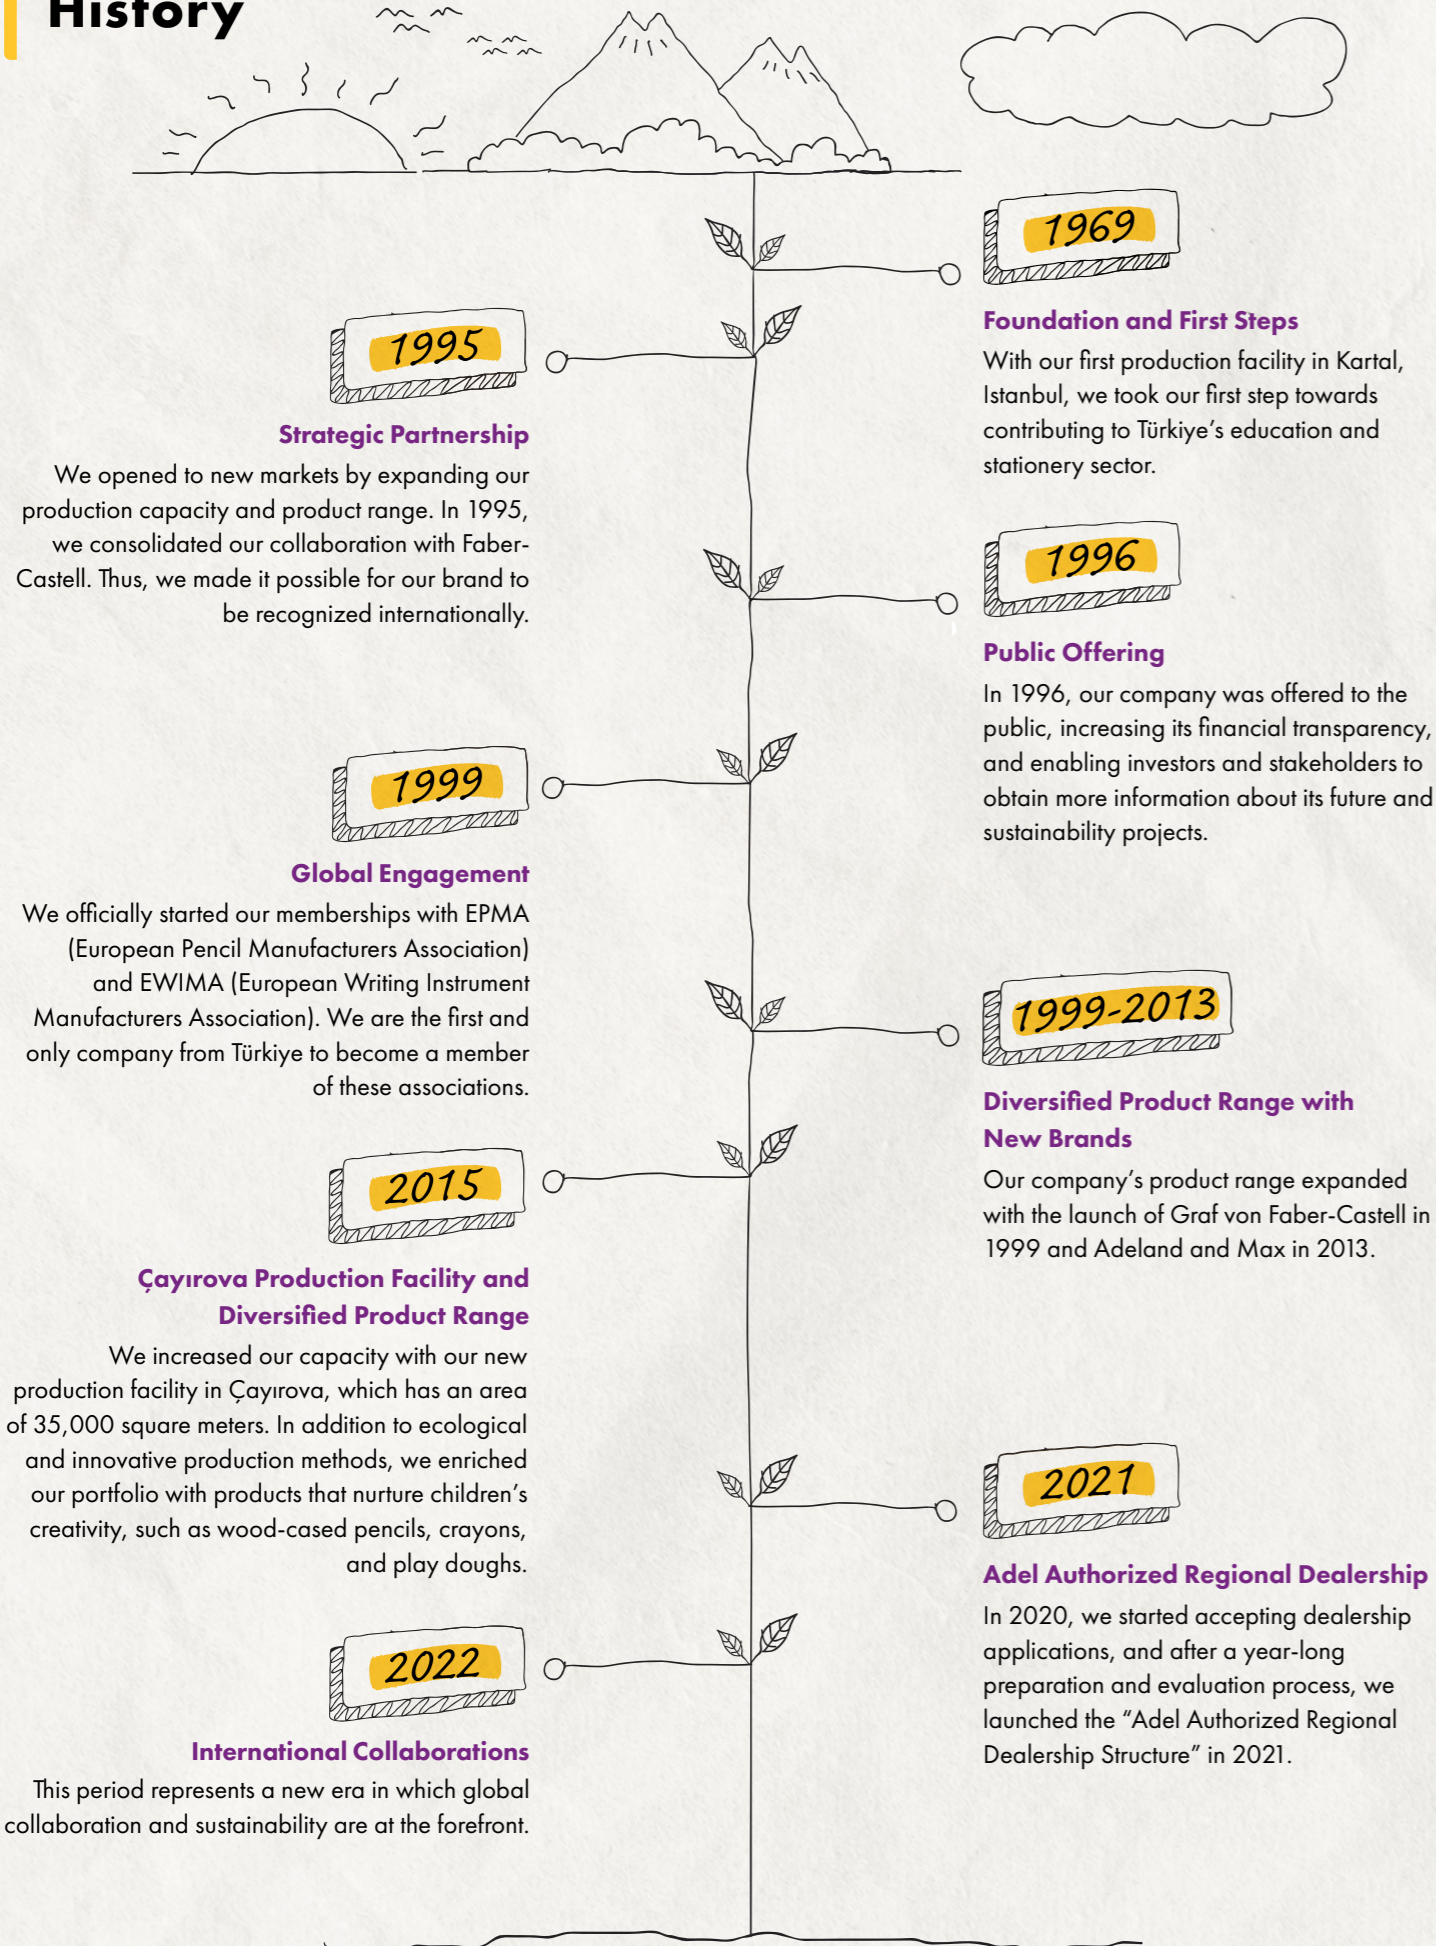 History
1969
Foundation and First Steps
With our first production facility in Kartal,
Istanbul, we took our first step towards
contributing to Türkiye’s education and
stationery sector.
1995
Strategic Partnership
We opened to new markets by expanding our
production capacity and product range. In 1995,
we consolidated our collaboration with Faber-
Castell. Thus, we made it possible for our brand to
be recognized internationally.
1996
Public Offering
In 1996, our company was offered to the
public, increasing its financial transparency,
and enabling investors and stakeholders to
obtain more information about its future and
sustainability projects.
1999
Global Engagement
We officially started our memberships with EPMA
(European Pencil Manufacturers Association)
and EWIMA (European Writing Instrument
Manufacturers Association). We are the first and
only company from Türkiye to become a member
of these associations.
1999-2013
Diversified Product Range with
New Brands
Our company’s product range expanded
with the launch of Graf von Faber-Castell in
1999 and Adeland and Max in 2013.
2015
Çayırova Production Facility and
Diversified Product Range
We increased our capacity with our new
production facility in Çayırova, which has an area
of 35,000 square meters. In addition to ecological
and innovative production methods, we enriched
our portfolio with products that nurture children’s
creativity, such as wood-cased pencils, crayons,
and play doughs.
2021
Adel Authorized Regional Dealership
In 2020, we started accepting dealership
applications, and after a year-long
preparation and evaluation process, we
launched the “Adel Authorized Regional
Dealership Structure” in 2021.
2022
International Collaborations
This period represents a new era in which global
collaboration and sustainability are at the forefront.